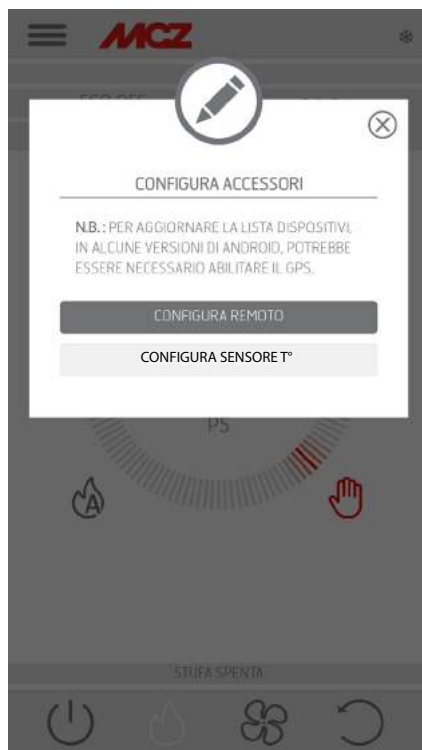 MCZ
CONFIGURA ACCESSORI
N.B. : PER AGGIORNARE LA LISTA DISPOSITIVI,
IN ALCUNE VERSIONI DI ANDROID, POTREBBE
ESSERE NECESSARIO ABILITARE IL GPS.
CONFIGURA REMOTO
CONFIGURA SENSORE T°
PS
A
STUFA SPENTA